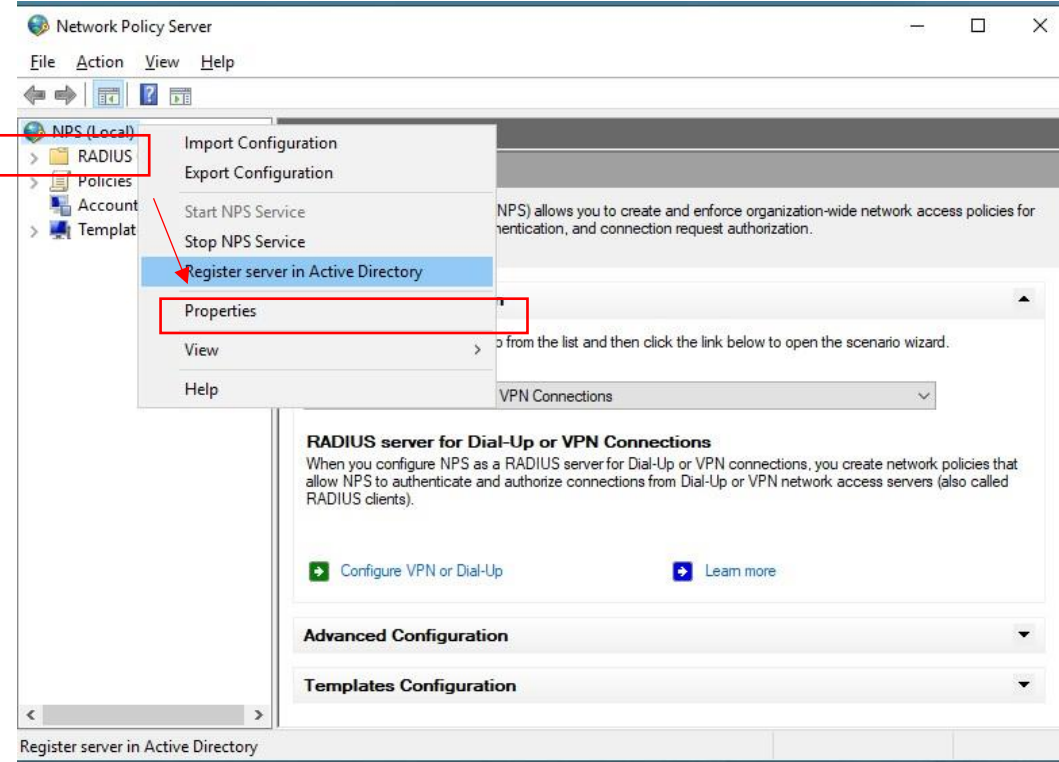 Network Policy Server
File Action View Help
NPS (Local)
RADIUS
Policies
Account
Templat
Import Configuration
Export Configuration
Start NPS Service
Stop NPS Service
Register server in Active Directory
Properties
View
Help
NPS) allows you to create and enforce organization-wide network access policies for
hentication, and connection request authorization.
from the list and then click the link below to open the scenario wizard.
VPN Connections
RADIUS server for Dial-Up or VPN Connections
When you configure NPS as a RADIUS server for Dial-Up or VPN connections, you create network policies that
allow NPS to authenticate and authorize connections from Dial-Up or VPN network access servers (also called
RADIUS clients).
Configure VPN or Dial-Up Learn more
Advanced Configuration
Templates Configuration
Register server in Active Directory